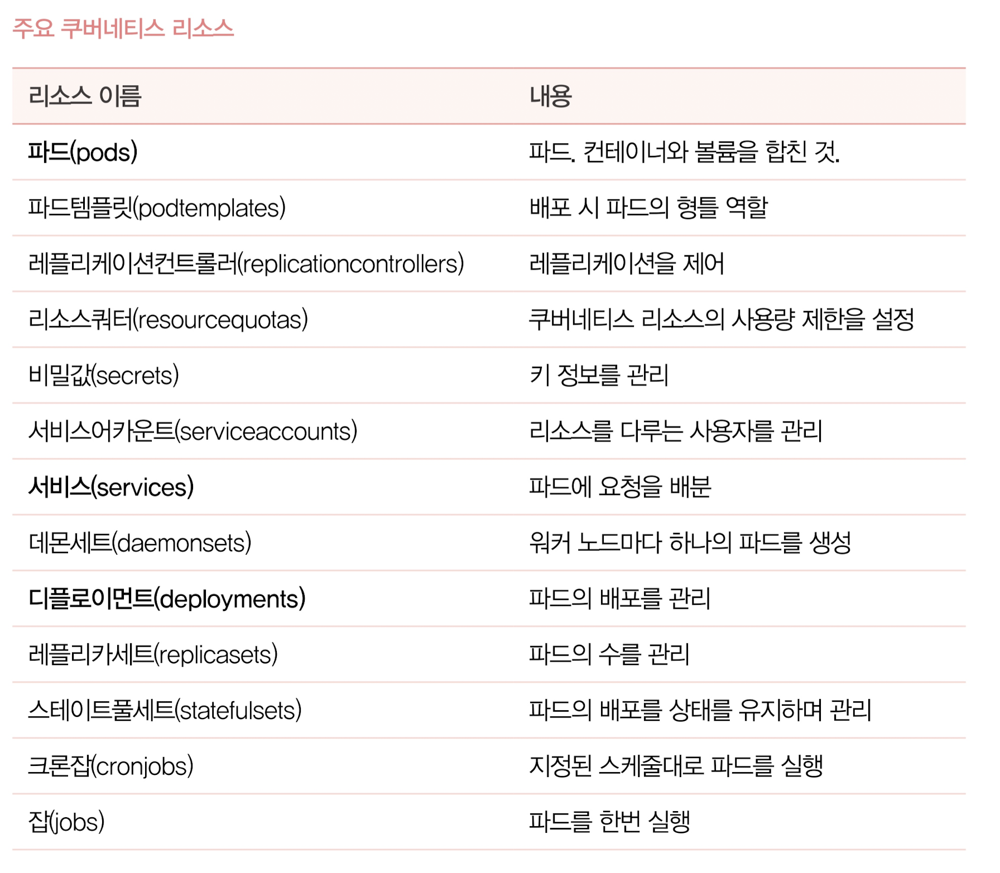 주요 쿠버네티스 리소스
리소스 이름 내용
파드(pods) 파드. 컨테이너와 볼륨을 합친 것.
파드템플릿(podtemplates) 배포 시 파드의 형틀 역할
레플리케이션컨트롤러(replicationcontrollers) 레플리케이션을 제어
리소스쿼터(resourcequotas) 쿠버네티스 리소스의 사용량 제한을 설정
비밀값(secrets) 키 정보를 관리
서비스어카운트(serviceaccounts) 리소스를 다루는 사용자를 관리
서비스(services) 파드에 요청을 배분
데몬세트(daemonsets) 워커 노드마다 하나의 파드를 생성
디플로이먼트(deployments) 파드의 배포를 관리
레플리카세트(replicasets) 파드의 수를 관리
스테이트풀세트(statefulsets) 파드의 배포를 상태를 유지하며 관리
크론잡(cronjobs) 지정된 스케줄대로 파드를 실행
잡(jobs) 파드를 한번 실행